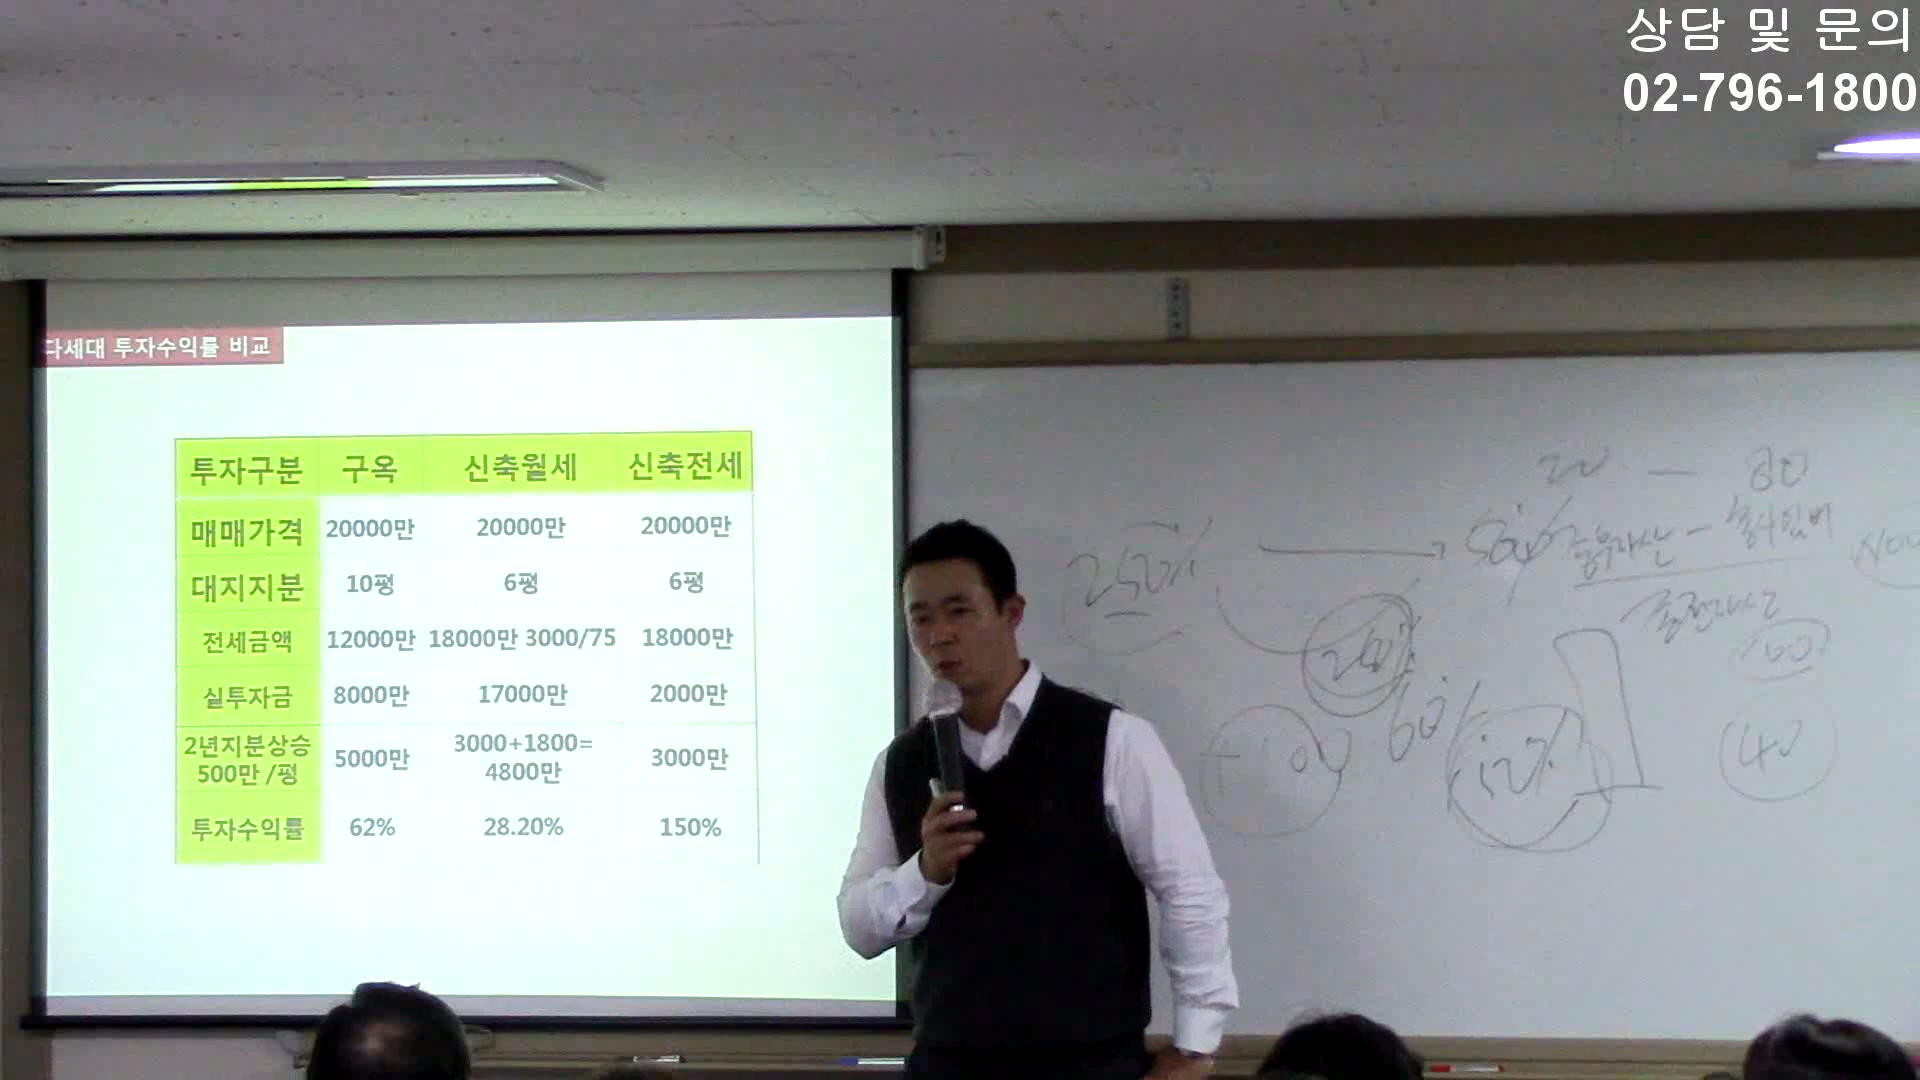 상담 및 문의
02-796-1800
다세대 투자수익률 비교
투자구분 구옥 신축월세 신축전세
매매가격 20000만 20000만 20000만
대지지분 10평 6평 6평
전세금액 12000만 18000만 3000/75 18000만
실투자금 8000만 17000만 2000만
2년지분상승 500만 /평 5000만 3000+1800= 4800만 3000만
투자수익률 62% 28.20% 150%
20 - 80
250%
60%
40